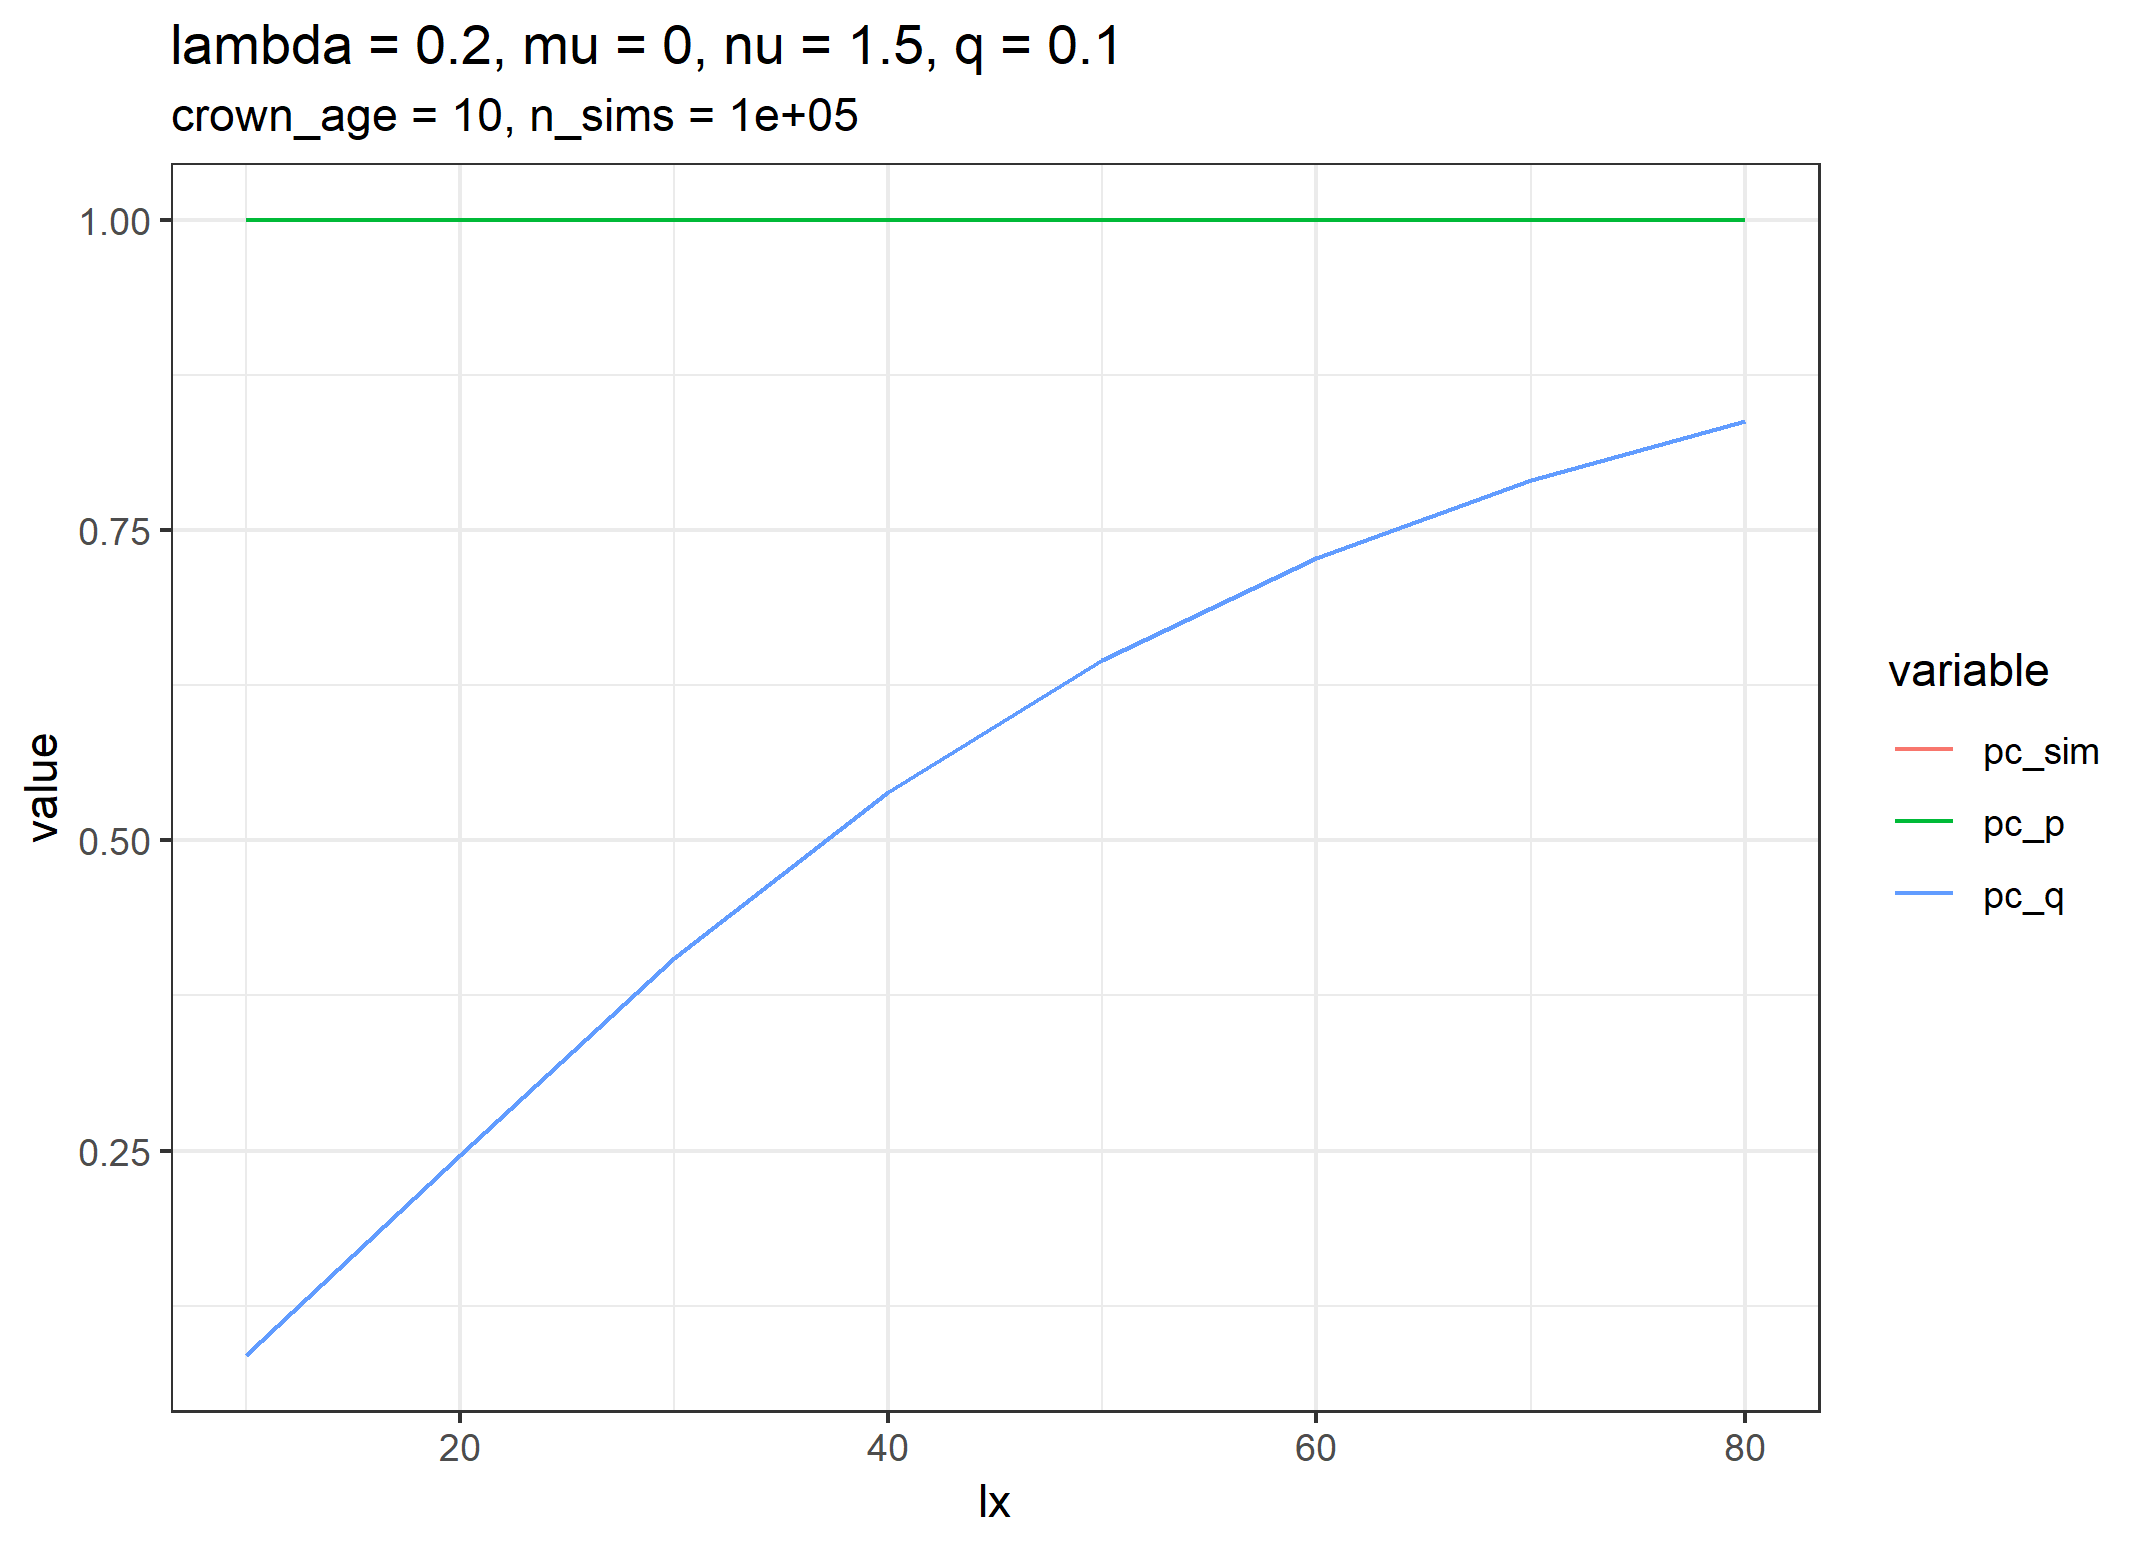 lambda = 0.2, mu = 0, nu = 1.5, q = 0.1
crown_age = 10, n_sims = 1e+05
1.00
0.75
0.50
0.25
value
20
40
60
80
lx
variable
pc_sim
pc_p
pc_q